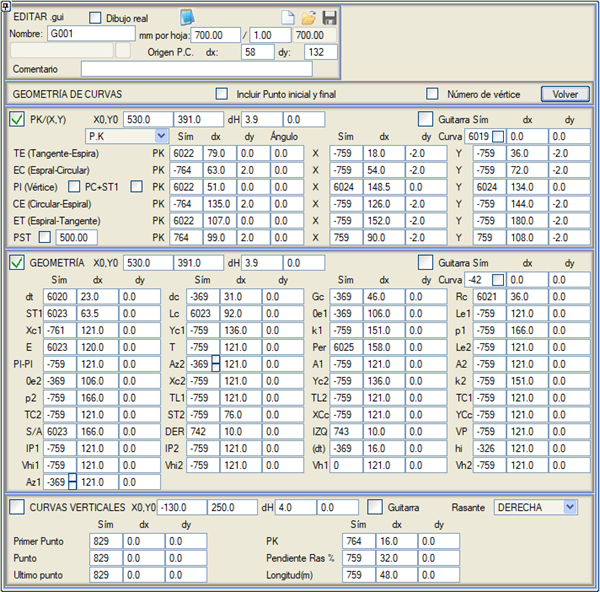 EDITAR .gui Dibujo real
Nombre: G001 mm por hoja: 700.00 / 1.00 700.00
Origen P.C. dx: 58 dy: 132
Comentario
GEOMETRÍA DE CURVAS Incluir Punto inicial y final Número de vértice Volver
PK/(X,Y) X0,Y0 530.0 391.0 dH 3.9 0.0 Guitarra Sím dx dy
P.K Sím dx dy Ángulo Sím dx dy Curva 6019 0.0 0.0
TE (Tangente-Espira) PK 6022 79.0 0.0 0.0 X -759 18.0 -2.0 Y -759 36.0 -2.0
EC (Espral-Circular) PK -764 63.0 2.0 0.0 X -759 54.0 -2.0 Y -759 72.0 -2.0
PI (Vértice) PC+ST1 PK 6022 51.0 0.0 0.0 X 6024 148.5 0.0 Y 6024 134.0 0.0
CE (Circular-Espiral) PK -764 135.0 2.0 0.0 X -759 126.0 -2.0 Y -759 144.0 -2.0
ET (Espiral-Tangente) PK 6022 107.0 0.0 0.0 X -759 152.0 -2.0 Y -759 180.0 -2.0
PST 500.00 PK 764 99.0 2.0 0.0 X 759 90.0 -2.0 Y 759 108.0 -2.0
GEOMETRÍA X0,Y0 530.0 391.0 dH 3.9 0.0 Guitarra Sím dx dy
Sím dx dy Sím dx dy Sím dx dy Curva -42 0.0 0.0
dt 6020 23.0 0.0 dc -369 31.0 0.0 Gc -369 46.0 0.0 Rc 6021 36.0 0.0
ST1 6023 63.5 0.0 Lc 6023 92.0 0.0 0e1 -369 106.0 0.0 Le1 -759 121.0 0.0
Xc1 -761 121.0 0.0 Yc1 -759 136.0 0.0 k1 -759 151.0 0.0 p1 -759 166.0 0.0
E 6023 120.0 0.0 T -759 121.0 0.0 Per 6025 158.0 0.0 Le2 -759 121.0 0.0
PI-PI -759 121.0 0.0 Az2 -369 121.0 0.0 A1 -759 121.0 0.0 A2 -759 121.0 0.0
0e2 -369 106.0 0.0 Xc2 -759 121.0 0.0 Yc2 -759 136.0 0.0 k2 -759 151.0 0.0
p2 -759 166.0 0.0 TL1 -759 121.0 0.0 TL2 -759 121.0 0.0 TC1 -759 121.0 0.0
TC2 -759 121.0 0.0 ST2 -759 76.0 0.0 XCc -759 121.0 0.0 YCc -759 121.0 0.0
S/A 6023 166.0 0.0 DER 742 10.0 0.0 IZQ 743 10.0 0.0 VP -759 121.0 0.0
IP1 -759 121.0 0.0 IP2 -759 121.0 0.0 (dt) -369 16.0 0.0 hi -326 121.0 0.0
Vhi1 -759 121.0 0.0 Vhi2 -759 121.0 0.0 Vh1 0 121.0 0.0 Vh2 -759 121.0 0.0
Az1 -369 121.0 0.0
CURVAS VERTICALES X0,Y0 -130.0 250.0 dH 4.0 0.0 Guitarra Rasante DERECHA
Sím dx dy Sím dx dy
Primer Punto 829 0.0 0.0 PK 764 16.0 0.0
Punto 829 0.0 0.0 Pendiente Ras % 759 32.0 0.0
Ultimo punto 829 0.0 0.0 Longitud(m) 759 48.0 0.0